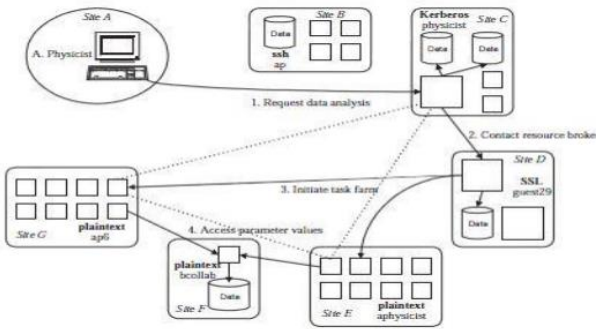 Site A
A. Physicist
Site B
Data
ssh
ap
Kerberos Site C
physicist
Data
Data
1. Request data analysis
2. Contact resource broke
Site D
SSL
guest29
Data
3. Initiate task farm
plaintext
ap6
Site G
4. Access parameter values
plaintext
bcollab
Data
Site F
plaintext
aphysicist
Site E